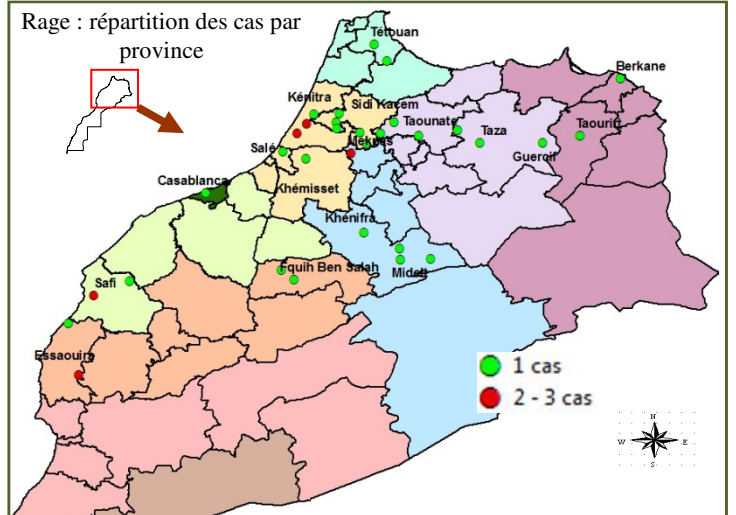 Rage : répartition des cas par
province
Tétouan
Berkane
Kénitra
Sidi Kacem
Taounate
Taza
Taourirt
Salé
Meknès
Guercif
Casablanca
Khémisset
Khénifra
Fquih Ben Salah
Midelt
Safi
Essaouira
1 cas
2 - 3 cas
N
W
E
S